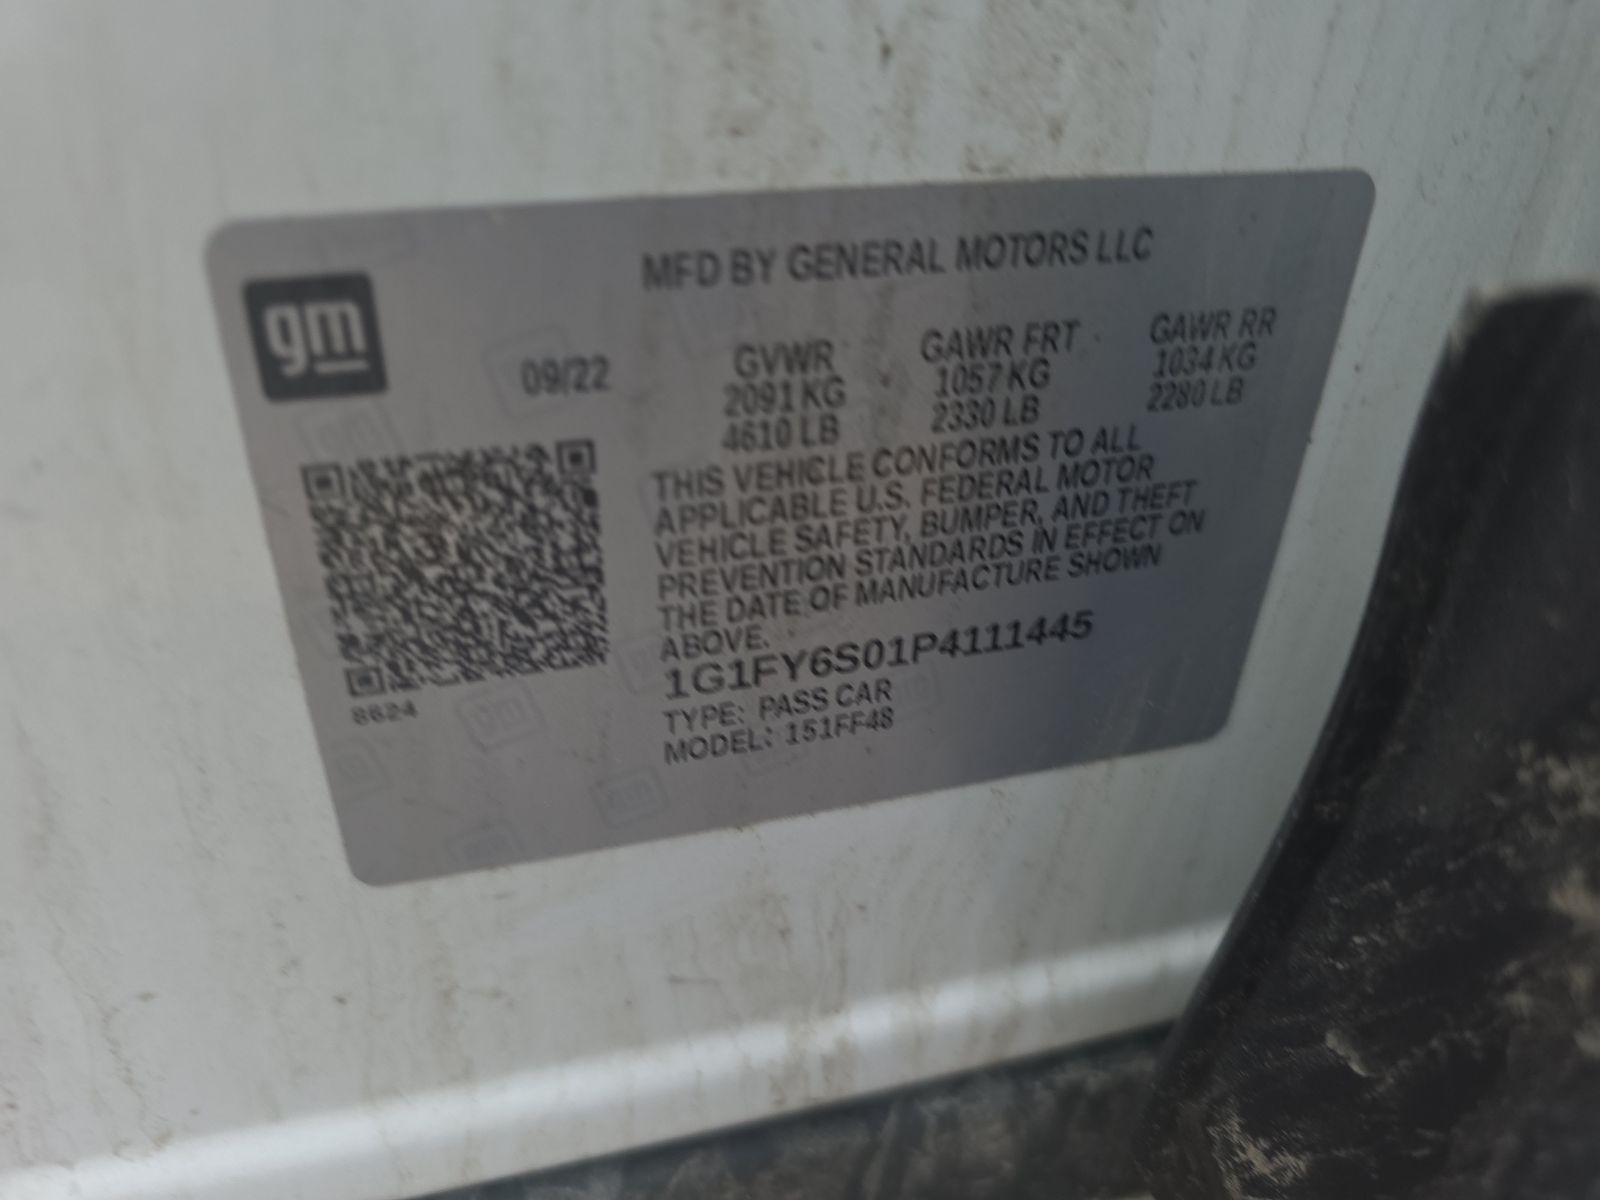 gm
MFD BY GENERAL MOTORS LLC
09/22
GVWR GAWR FRT GAWR RR
2091 KG 1057 KG 1034 KG
4610 LB 2330 LB 2280 LB
THIS VEHICLE CONFORMS TO ALL
APPLICABLE U.S. FEDERAL MOTOR
VEHICLE SAFETY, BUMPER, AND THEFT
PREVENTION STANDARDS IN EFFECT ON
THE DATE OF MANUFACTURE SHOWN
ABOVE.
1G1FY6S01P4111445
TYPE: PASS CAR
MODEL: 151FF48
8624